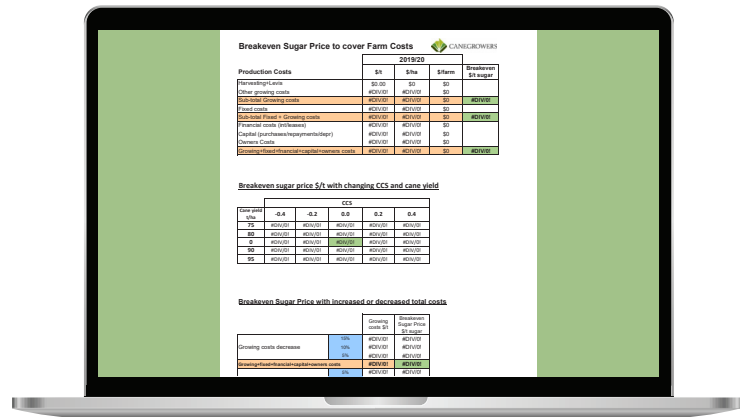 Breakeven Sugar Price to cover Farm Costs CANEGROWERS
2019/20
Production Costs $/t $/ha $/farm Breakeven $/t sugar
Harvesting+Levis $0.00 $0 $0
Other growing costs #DIV/0! #DIV/0! $0
Sub-total Growing costs #DIV/0! #DIV/0! $0 #DIV/0!
Fixed costs #DIV/0! #DIV/0! $0
Sub-total Fixed + Growing costs #DIV/0! #DIV/0! $0 #DIV/0!
Financial costs (int/leases) #DIV/0! #DIV/0! $0
Capital (purchases/repayments/depr) #DIV/0! #DIV/0! $0
Owners Costs #DIV/0! #DIV/0! $0
Growing+fixed+financial+capital+owners costs #DIV/0! #DIV/0! $0 #DIV/0!
Breakeven sugar price $/t with changing CCS and cane yield
CCS
Cane yield t/ha -0.4 -0.2 0.0 0.2 0.4
75 #DIV/0! #DIV/0! #DIV/0! #DIV/0! #DIV/0!
80 #DIV/0! #DIV/0! #DIV/0! #DIV/0! #DIV/0!
0 #DIV/0! #DIV/0! #DIV/0! #DIV/0! #DIV/0!
90 #DIV/0! #DIV/0! #DIV/0! #DIV/0! #DIV/0!
95 #DIV/0! #DIV/0! #DIV/0! #DIV/0! #DIV/0!
Breakeven Sugar Price with increased or decreased total costs
Growing costs $/t Breakeven Sugar Price $/t sugar
15% #DIV/0! #DIV/0!
Growing costs decrease 10% #DIV/0! #DIV/0!
5% #DIV/0! #DIV/0!
Growing+fixed+financial+capital+owners costs #DIV/0! #DIV/0!
5% #DIV/0! #DIV/0!